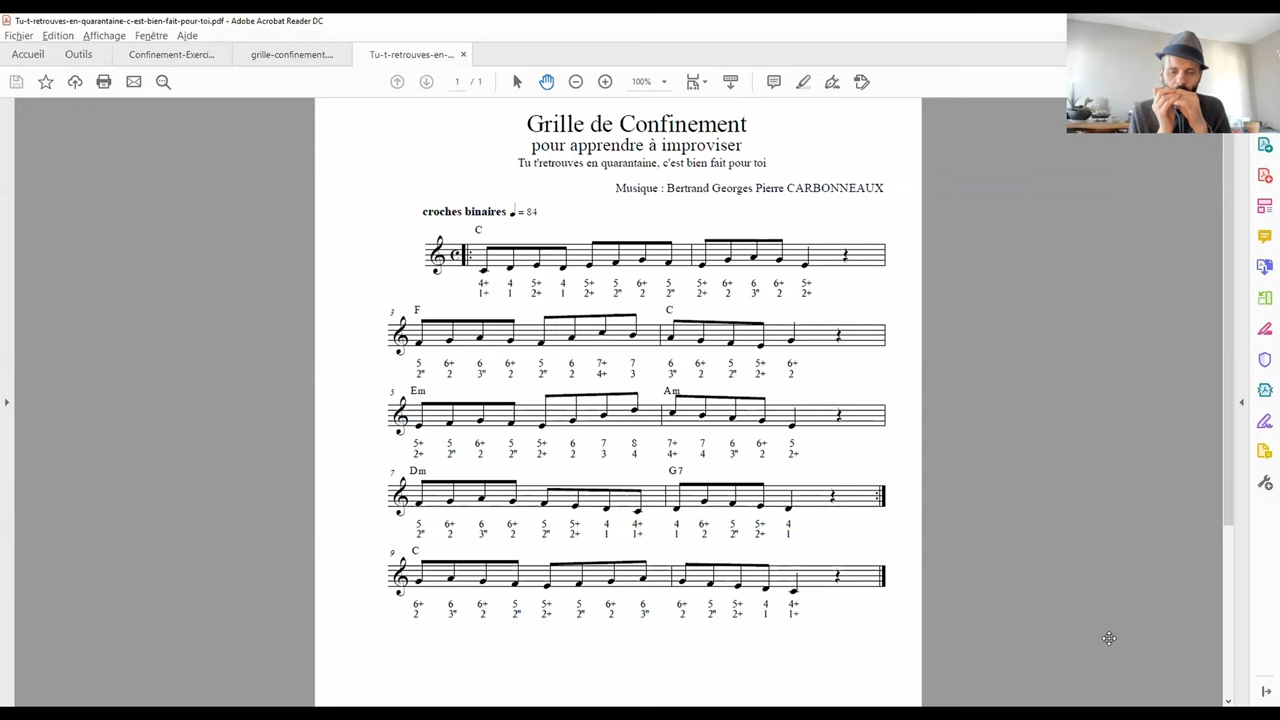 Tu-t-retrouves-en-quarantaine-c-est-bien-fait-pour-toi.pdf - Adobe Acrobat Reader DC
Fichier Edition Affichage Fenêtre Aide
Accueil Outils Confinement-Exerci... grille-confinement.... Tu-t-retrouves-en-... ×
1 / 1 100%
Grille de Confinement
pour apprendre à improviser
Tu t'retrouves en quarantaine, c'est bien fait pour toi
Musique : Bertrand Georges Pierre CARBONNEAUX
croches binaires = 84
C
4+ 4 5+ 4 5+ 5 6+ 5 5+ 6+ 6 6+ 5+
1+ 1 2+ 1 2+ 2" 2 2" 2+ 2 3" 2 2+
3 F C
5 6+ 6 6+ 5 6 7+ 7 6 6+ 5 5+ 6+
2" 2 3" 2 2" 2 4+ 3 3" 2 2" 2+ 2
5 Em Am
5+ 5 6+ 5 5+ 6 7 8 7+ 7 6 6+ 5
2+ 2" 2 2" 2+ 2 3 4 4+ 4 3" 2 2+
7 Dm G7
5 6+ 6 6+ 5 5+ 4 4+ 4 6+ 5 5+ 4
2" 2 3" 2 2" 2+ 1 1+ 1 2 2" 2+ 1
9 C
6+ 6 6+ 5 5+ 5 6+ 6 6+ 5 5+ 4 4+
2 3" 2 2" 2+ 2" 2 3" 2 2" 2+ 1 1+